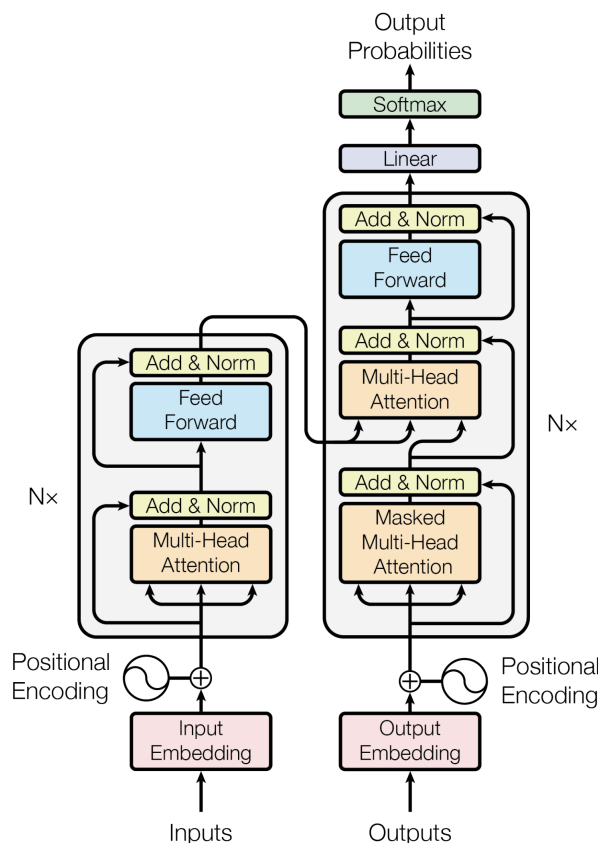 Output
Probabilities
Softmax
Linear
Add & Norm
Feed
Forward
Add & Norm
Multi-Head
Attention
Add & Norm
Masked
Multi-Head
Attention
Nx
Add & Norm
Feed
Forward
Add & Norm
Multi-Head
Attention
Nx
Positional
Encoding
Positional
Encoding
Input
Embedding
Output
Embedding
Inputs
Outputs